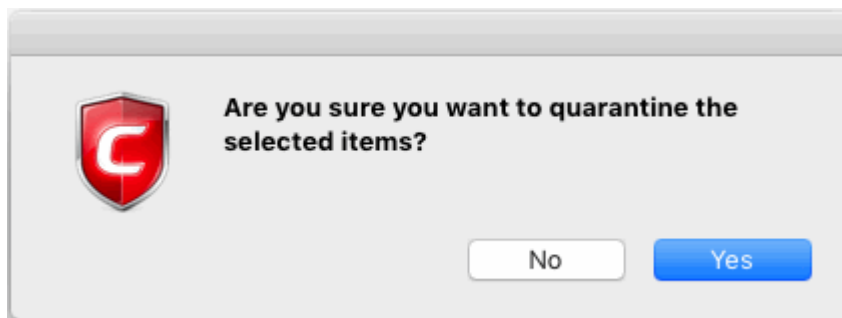 Are you sure you want to quarantine the
selected items?
C
No Yes